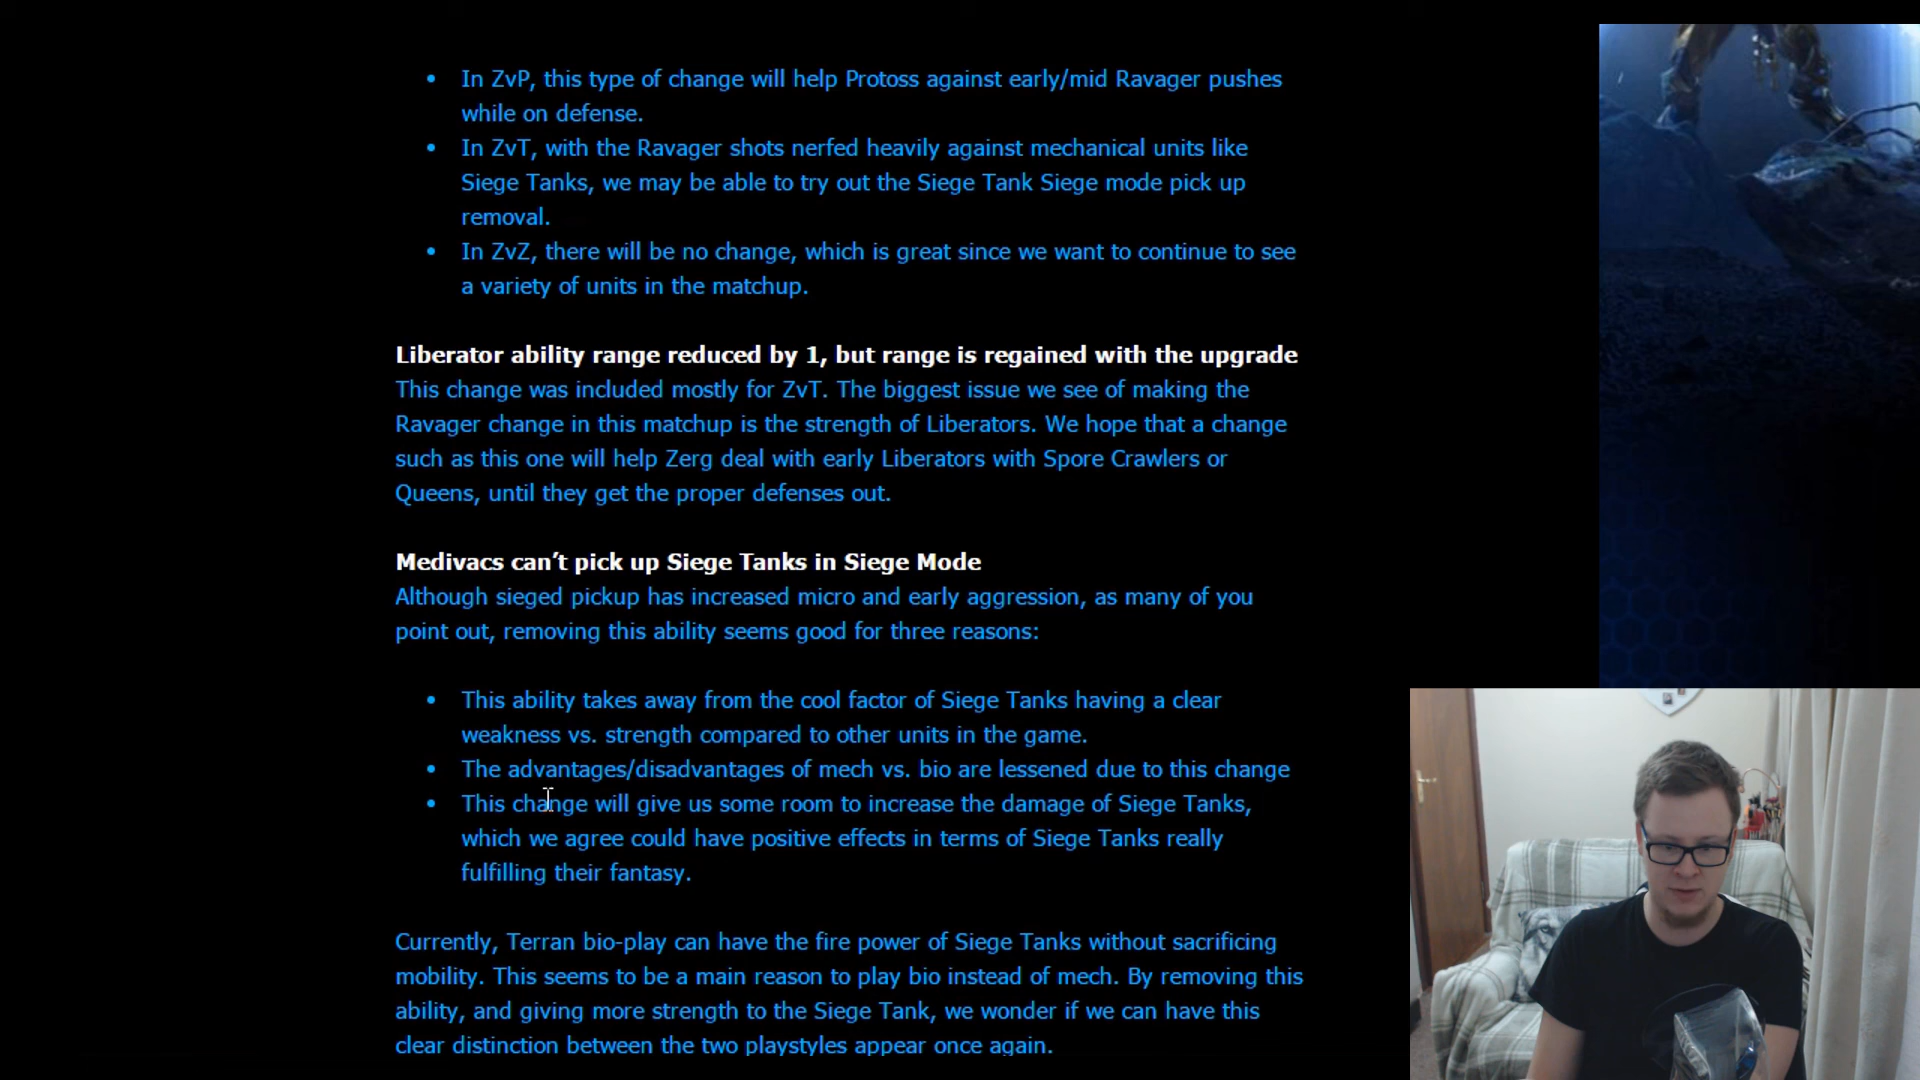 In ZvP, this type of change will help Protoss against early/mid Ravager pushes
while on defense.
In ZvT, with the Ravager shots nerfed heavily against mechanical units like
Siege Tanks, we may be able to try out the Siege Tank Siege mode pick up
removal.
In ZvZ, there will be no change, which is great since we want to continue to see
a variety of units in the matchup.
Liberator ability range reduced by 1, but range is regained with the upgrade
This change was included mostly for ZvT. The biggest issue we see of making the
Ravager change in this matchup is the strength of Liberators. We hope that a change
such as this one will help Zerg deal with early Liberators with Spore Crawlers or
Queens, until they get the proper defenses out.
Medivacs can’t pick up Siege Tanks in Siege Mode
Although sieged pickup has increased micro and early aggression, as many of you
point out, removing this ability seems good for three reasons:
This ability takes away from the cool factor of Siege Tanks having a clear
weakness vs. strength compared to other units in the game.
The advantages/disadvantages of mech vs. bio are lessened due to this change
This change will give us some room to increase the damage of Siege Tanks,
which we agree could have positive effects in terms of Siege Tanks really
fulfilling their fantasy.
Currently, Terran bio-play can have the fire power of Siege Tanks without sacrificing
mobility. This seems to be a main reason to play bio instead of mech. By removing this
ability, and giving more strength to the Siege Tank, we wonder if we can have this
clear distinction between the two playstyles appear once again.